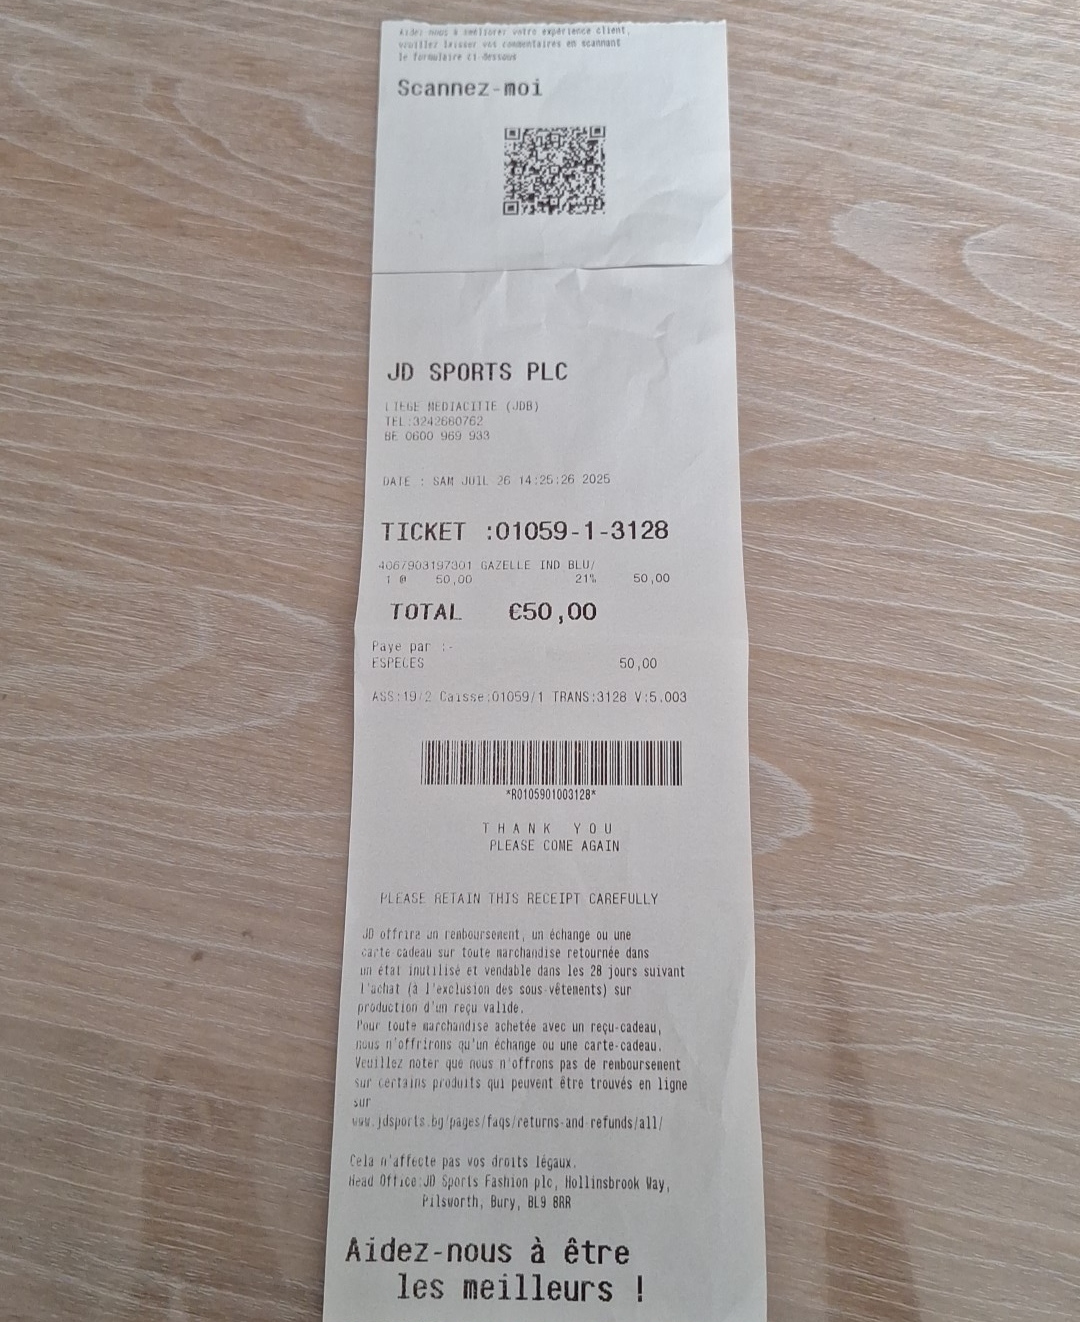 Aidez nous à améliorer votre expérience client,
veuillez laisser vos commentaires en scannant
le formulaire ci-dessous
Scannez-moi
JD SPORTS PLC
LIEGE MEDIACITIE (JDB)
TEL:3242660762
BE 0600 969 933
DATE : SAM JUIL 26 14:25:26 2025
TICKET :01059-1-3128
4067903197301 GAZELLE IND BLU/
1 @ 50,00 21% 50,00
TOTAL €50,00
Paye par :-
ESPECES 50,00
ASS:19/2 Caisse:01059/1 TRANS:3128 V:5.003
*R0105901003128*
THANK YOU
PLEASE COME AGAIN
PLEASE RETAIN THIS RECEIPT CAREFULLY
JD offrira un remboursement, un échange ou une
carte cadeau sur toute marchandise retournée dans
un état inutilisé et vendable dans les 28 jours suivant
l'achat (à l'exclusion des sous-vêtements) sur
production d'un reçu valide.
Pour toute marchandise achetée avec un reçu-cadeau,
nous n'offrirons qu'un échange ou une carte-cadeau.
Veuillez noter que nous n'offrons pas de remboursement
sur certains produits qui peuvent être trouvés en ligne
sur
www.jdsports.bg/pages/faqs/returns-and-refunds/all/
Cela n'affecte pas vos droits légaux.
Head Office:JD Sports Fashion plc, Hollinsbrook Way,
Pilsworth, Bury, BL9 8RR
Aidez-nous à être
les meilleurs !